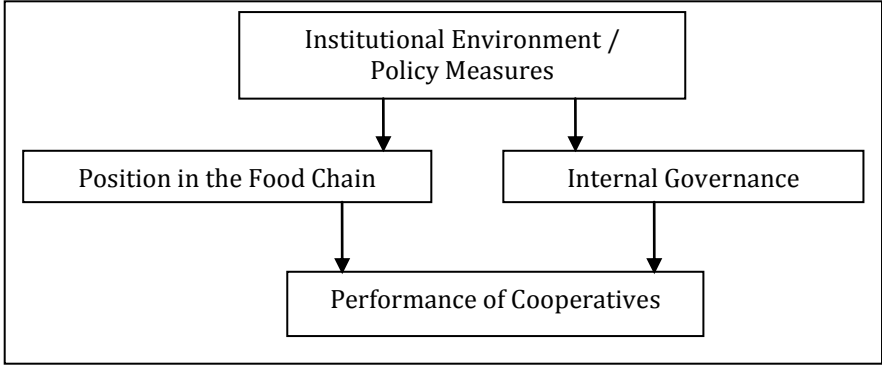 Institutional Environment /
Policy Measures
Position in the Food Chain
Internal Governance
Performance of Cooperatives